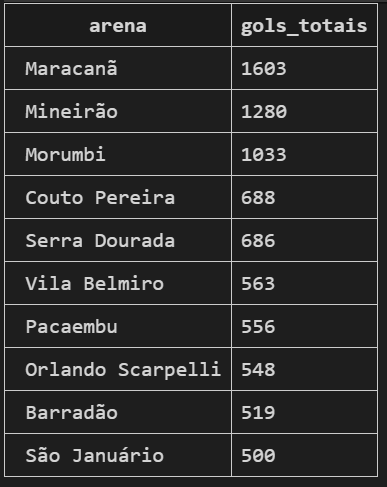 arena gols_totais
Maracanã 1603
Mineirão 1280
Morumbi 1033
Couto Pereira 688
Serra Dourada 686
Vila Belmiro 563
Pacaembu 556
Orlando Scarpelli 548
Barradão 519
São Januário 500